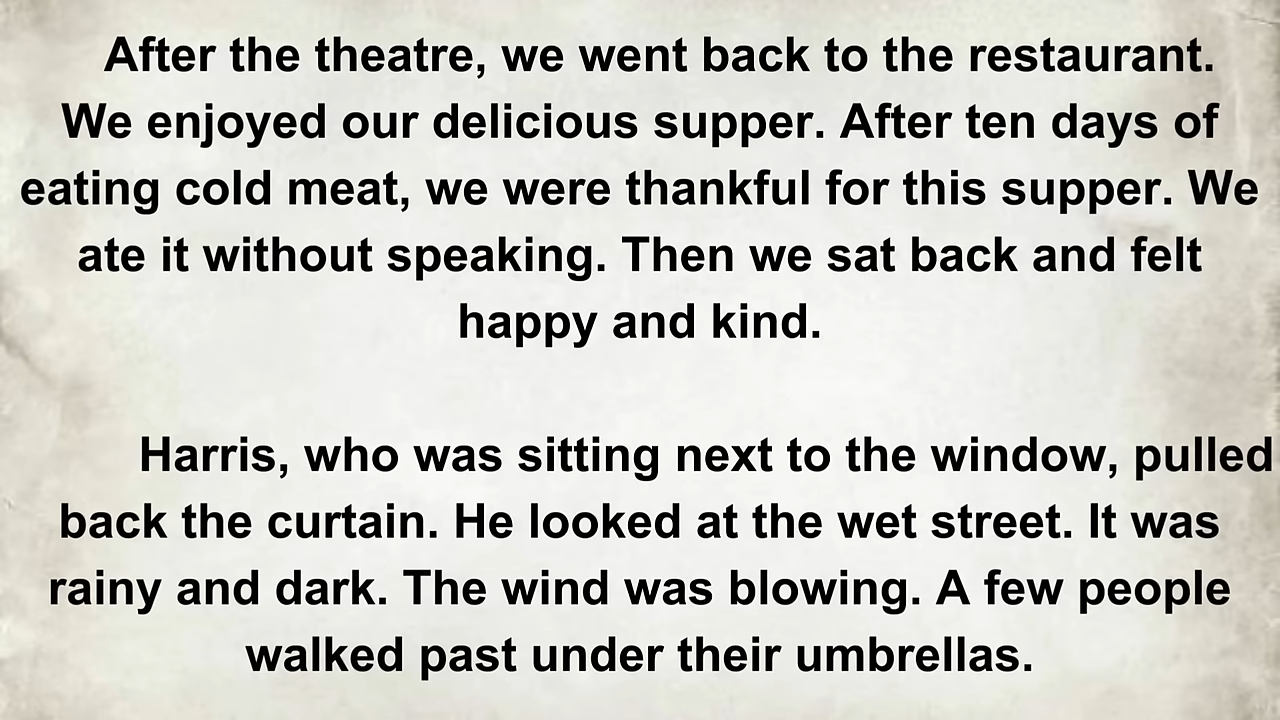 After the theatre, we went back to the restaurant.
We enjoyed our delicious supper. After ten days of
eating cold meat, we were thankful for this supper. We
ate it without speaking. Then we sat back and felt
happy and kind.
Harris, who was sitting next to the window, pulled
back the curtain. He looked at the wet street. It was
rainy and dark. The wind was blowing. A few people
walked past under their umbrellas.